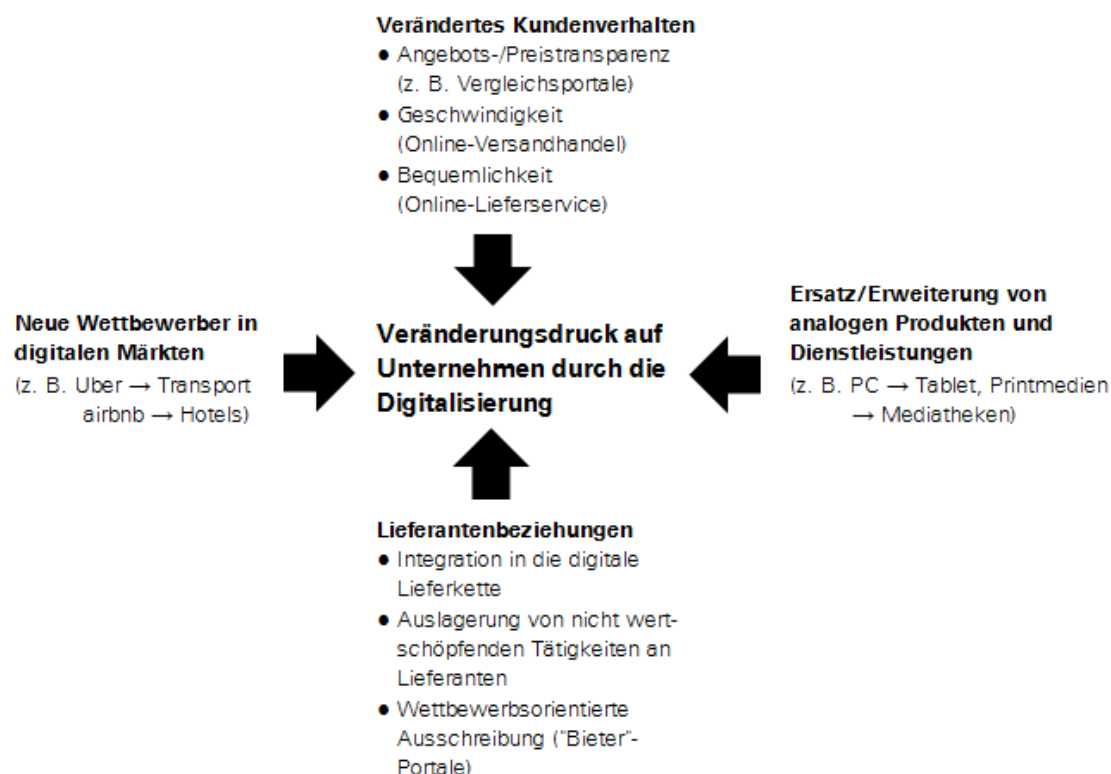 Verändertes Kundenverhalten
● Angebots-/Preistransparenz
(z. B. Vergleichsportale)
● Geschwindigkeit
(Online-Versandhandel)
● Bequemlichkeit
(Online-Lieferservice)
Neue Wettbewerber in
digitalen Märkten
(z. B. Uber → Transport
airbnb → Hotels)
Veränderungsdruck auf
Unternehmen durch die
Digitalisierung
Ersatz/Erweiterung von
analogen Produkten und
Dienstleistungen
(z. B. PC → Tablet, Printmedien
→ Mediatheken)
Lieferantenbeziehungen
● Integration in die digitale
Lieferkette
● Auslagerung von nicht wert-
schöpfenden Tätigkeiten an
Lieferanten
● Wettbewerbsorientierte
Ausschreibung ("Bieter"-
Portale)